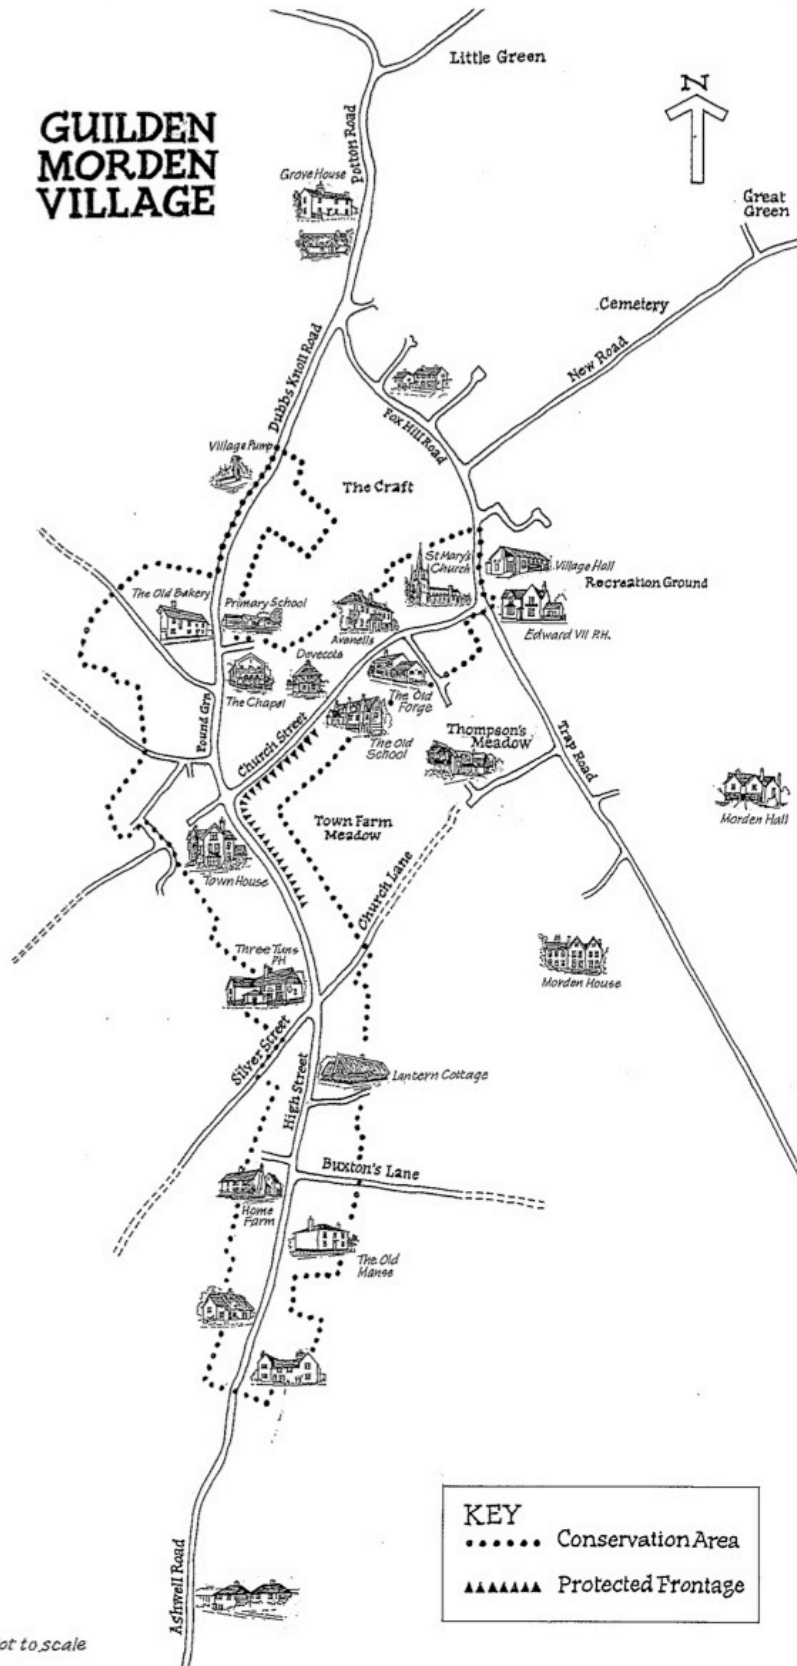 Little Green
N
GUILDEN
MORDEN
VILLAGE
Potton Road
Grove House
Great
Green
Cemetery
New Road
Dubbs Knoll Road
Fox Hill Road
Village Pump
The Craft
St Mary's
Church
Village Hall
Recreation Ground
The Old Bakery
Primary School
Avenells
Edward VII P.H.
Dovecote
The Chapel
The Old
Forge
Pound Grn
Church Street
The Old
School
Thompson's
Meadow
Trap Road
Morden Hall
Town Farm
Meadow
Town House
Church Lane
Three Tuns
PH
Morden House
Silver Street
High Street
Lantern Cottage
Buxton's Lane
Home
Farm
The Old
Manse
KEY
Conservation Area
Protected Frontage
Ashwell Road
ot to scale